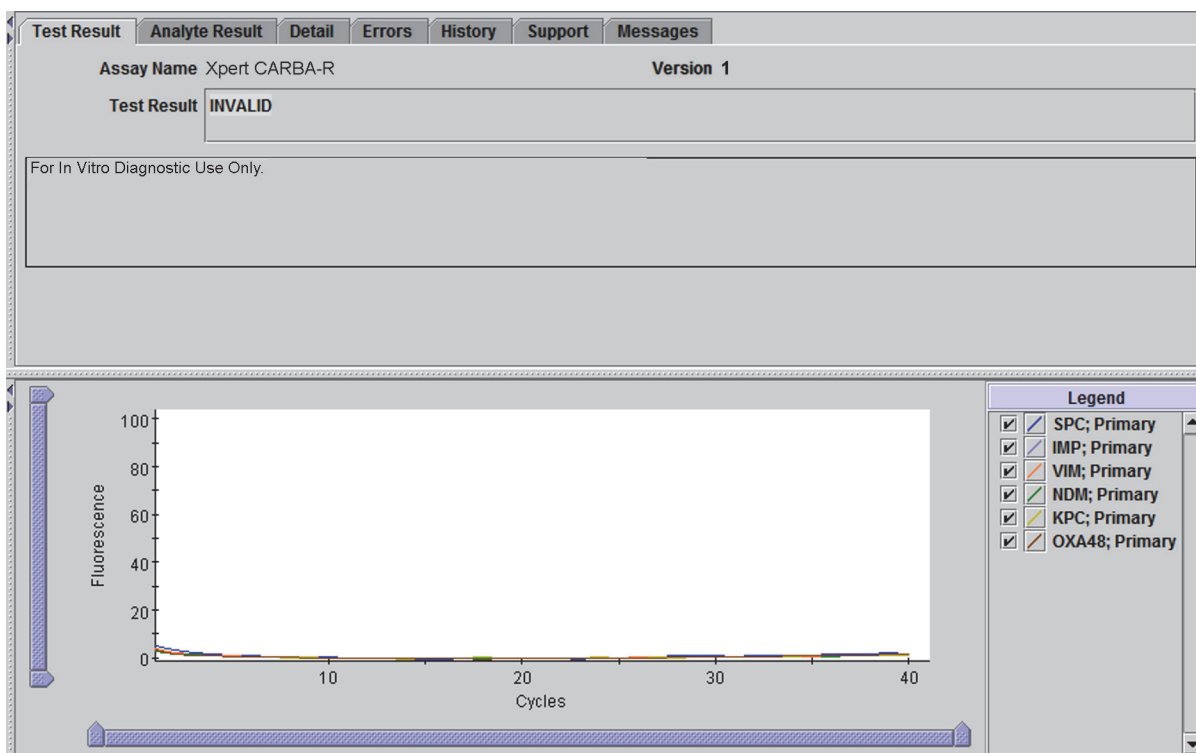 Test Result Analyte Result Detail Errors History Support Messages
Assay Name Xpert CARBA-R Version 1
Test Result INVALID
For In Vitro Diagnostic Use Only.
Legend
SPC; Primary
IMP; Primary
VIM; Primary
NDM; Primary
KPC; Primary
OXA48; Primary
100
80
60
40
20
0
Fluorescence
10 20 30 40
Cycles